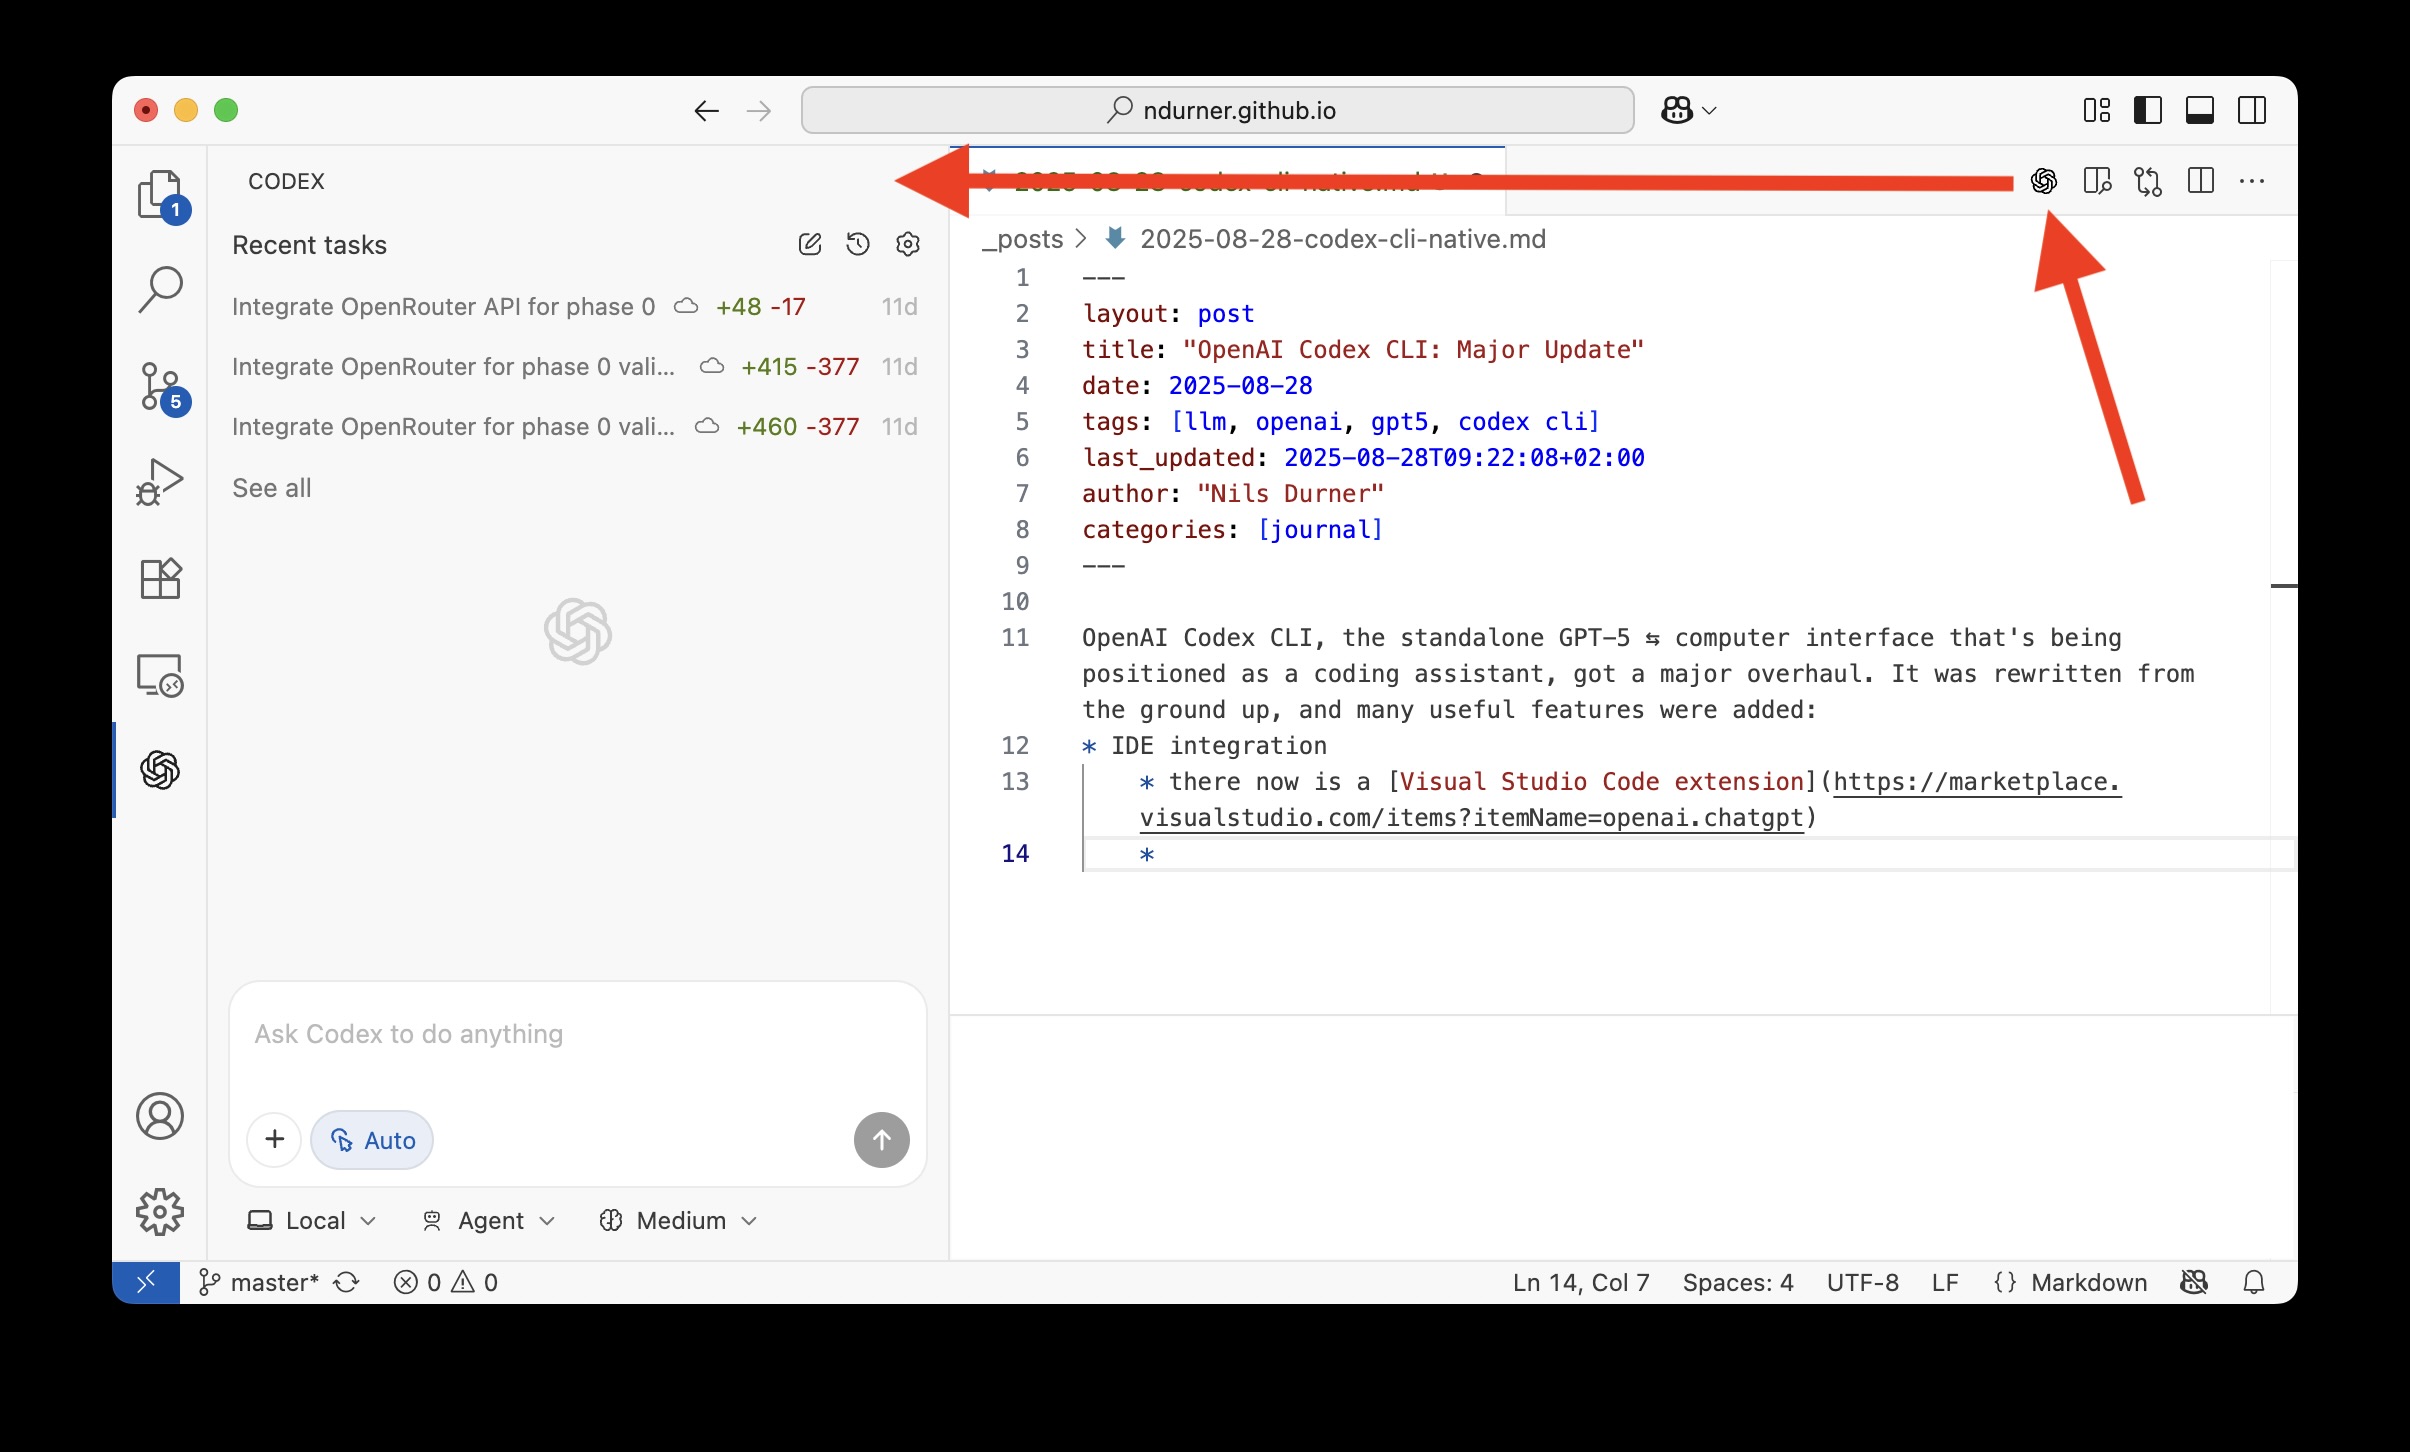 ndurner.github.io
CODEX
2025-08-28-codex-cli-native.md U
Recent tasks
Integrate OpenRouter API for phase 0 +48 -17 11d
Integrate OpenRouter for phase 0 vali... +415 -377 11d
Integrate OpenRouter for phase 0 vali... +460 -377 11d
See all
1
5
_posts > 2025-08-28-codex-cli-native.md
1 ---
2 layout: post
3 title: "OpenAI Codex CLI: Major Update"
4 date: 2025-08-28
5 tags: [llm, openai, gpt5, codex cli]
6 last_updated: 2025-08-28T09:22:08+02:00
7 author: "Nils Durner"
8 categories: [journal]
9 ---
10
11 OpenAI Codex CLI, the standalone GPT-5 ⇆ computer interface that's being
positioned as a coding assistant, got a major overhaul. It was rewritten from
the ground up, and many useful features were added:
12 * IDE integration
13 * there now is a [Visual Studio Code extension](https://marketplace.
visualstudio.com/items?itemName=openai.chatgpt)
14 *
Ask Codex to do anything
+ Auto
Local Agent Medium
master* 0 0 Ln 14, Col 7 Spaces: 4 UTF-8 LF {} Markdown